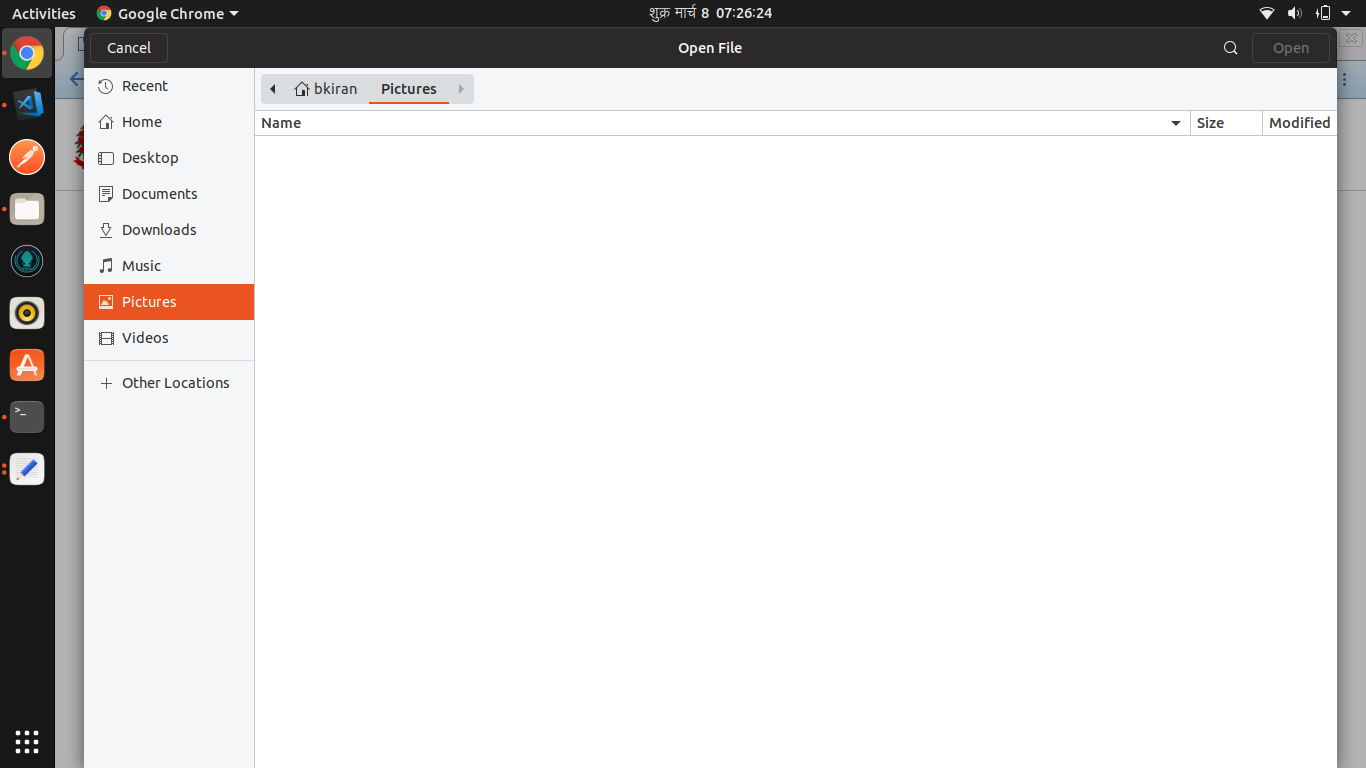 Activities Google Chrome शुक्र मार्च 8 07:26:24
Cancel Open File Open
Recent
Home
Desktop
Documents
Downloads
Music
Pictures
Videos
Other Locations
bkiran Pictures
Name Size Modified
>_